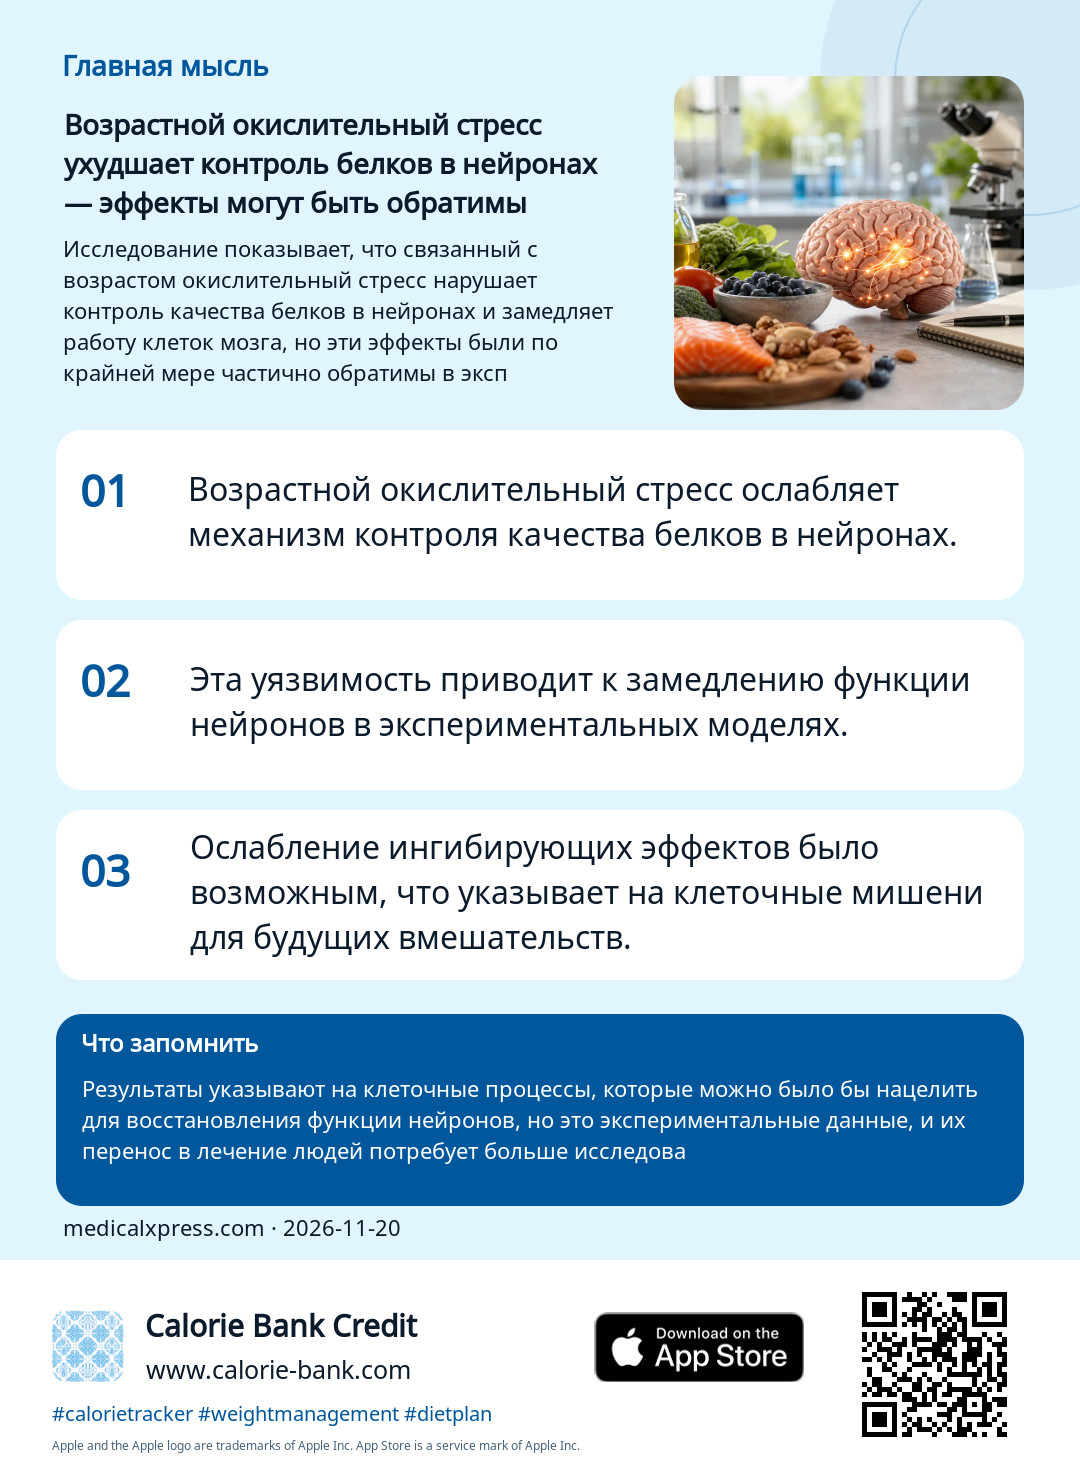 Главная мысль
Возрастной окислительный стресс
ухудшает контроль белков в нейронах
— эффекты могут быть обратимы
Исследование показывает, что связанный с
возрастом окислительный стресс нарушает
контроль качества белков в нейронах и замедляет
работу клеток мозга, но эти эффекты были по
крайней мере частично обратимы в эксп
01
Возрастной окислительный стресс ослабляет
механизм контроля качества белков в нейронах.
02
Эта уязвимость приводит к замедлению функции
нейронов в экспериментальных моделях.
03
Ослабление ингибирующих эффектов было
возможным, что указывает на клеточные мишени
для будущих вмешательств.
Что запомнить
Результаты указывают на клеточные процессы, которые можно было бы нацелить
для восстановления функции нейронов, но это экспериментальные данные, и их
перенос в лечение людей потребует больше исследова
medicalxpress.com · 2026-11-20
Calorie Bank Credit
www.calorie-bank.com
Download on the
App Store
#calorietracker #weightmanagement #dietplan
Apple and the Apple logo are trademarks of Apple Inc. App Store is a service mark of Apple Inc.